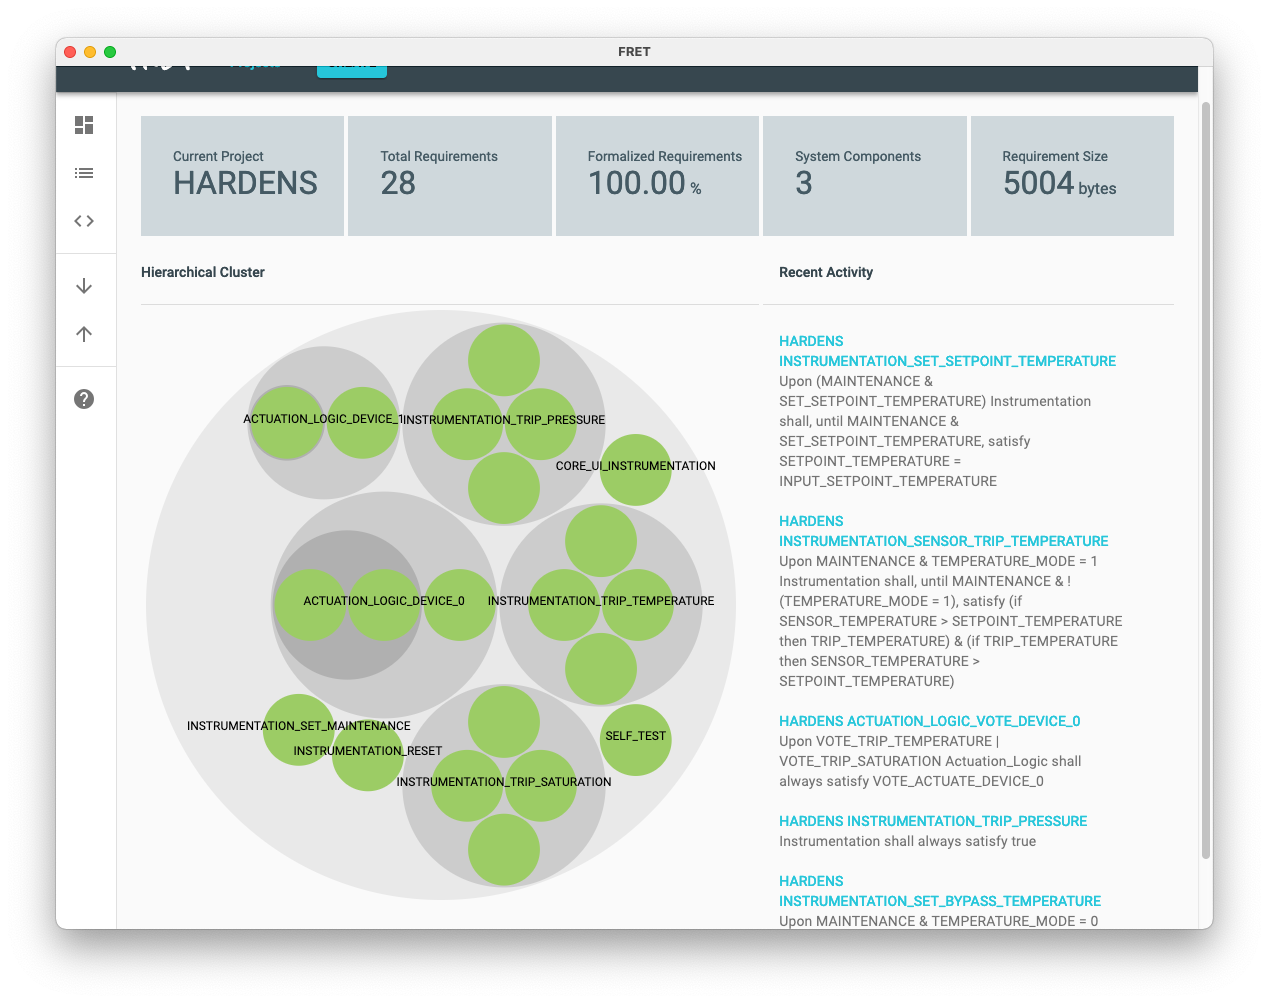 FRET
Projects
Current Project
HARDENS
Total Requirements
28
Formalized Requirements
100.00 %
System Components
3
Requirement Size
5004 bytes
Hierarchical Cluster
ACTUATION_LOGIC_DEVICE_1
INSTRUMENTATION_TRIP_PRESSURE
CORE_UI_INSTRUMENTATION
ACTUATION_LOGIC_DEVICE_0
INSTRUMENTATION_TRIP_TEMPERATURE
INSTRUMENTATION_SET_MAINTENANCE
INSTRUMENTATION_RESET
SELF_TEST
INSTRUMENTATION_TRIP_SATURATION
Recent Activity
HARDENS
INSTRUMENTATION_SET_SETPOINT_TEMPERATURE
Upon (MAINTENANCE &
SET_SETPOINT_TEMPERATURE) Instrumentation
shall, until MAINTENANCE &
SET_SETPOINT_TEMPERATURE, satisfy
SETPOINT_TEMPERATURE =
INPUT_SETPOINT_TEMPERATURE
HARDENS
INSTRUMENTATION_SENSOR_TRIP_TEMPERATURE
Upon MAINTENANCE & TEMPERATURE_MODE = 1
Instrumentation shall, until MAINTENANCE & !
(TEMPERATURE_MODE = 1), satisfy (if
SENSOR_TEMPERATURE > SETPOINT_TEMPERATURE
then TRIP_TEMPERATURE) & (if TRIP_TEMPERATURE
then SENSOR_TEMPERATURE >
SETPOINT_TEMPERATURE)
HARDENS ACTUATION_LOGIC_VOTE_DEVICE_0
Upon VOTE_TRIP_TEMPERATURE |
VOTE_TRIP_SATURATION Actuation_Logic shall
always satisfy VOTE_ACTUATE_DEVICE_0
HARDENS INSTRUMENTATION_TRIP_PRESSURE
Instrumentation shall always satisfy true
HARDENS
INSTRUMENTATION_SET_BYPASS_TEMPERATURE
Upon MAINTENANCE & TEMPERATURE_MODE = 0